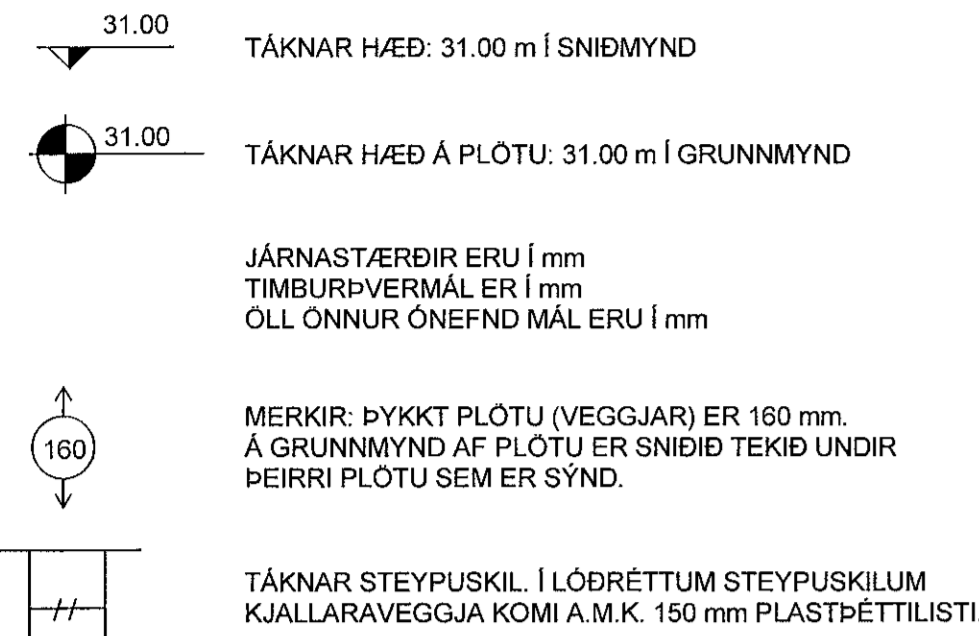 31.00
TÁKNAR HÆÐ: 31.00 m Í SNIÐMYND
31.00
TÁKNAR HÆÐ Á PLÖTU: 31.00 m Í GRUNNMYND
JÁRNASTÆRÐIR ERU Í mm
TIMBURÞVERMÁL ER Í mm
ÖLL ÖNNUR ÓNEFND MÁL ERU Í mm
160
MERKIR: ÞYKKT PLÖTU (VEGGJAR) ER 160 mm.
Á GRUNNMYND AF PLÖTU ER SNIÐIÐ TEKIÐ UNDIR
ÞEIRRI PLÖTU SEM ER SÝND.
TÁKNAR STEYPUSKIL. Í LÓÐRÉTTUM STEYPUSKILUM
KJALLARAVEGGJA KOMI A.M.K. 150 mm PLASTÞÉTTILISTI